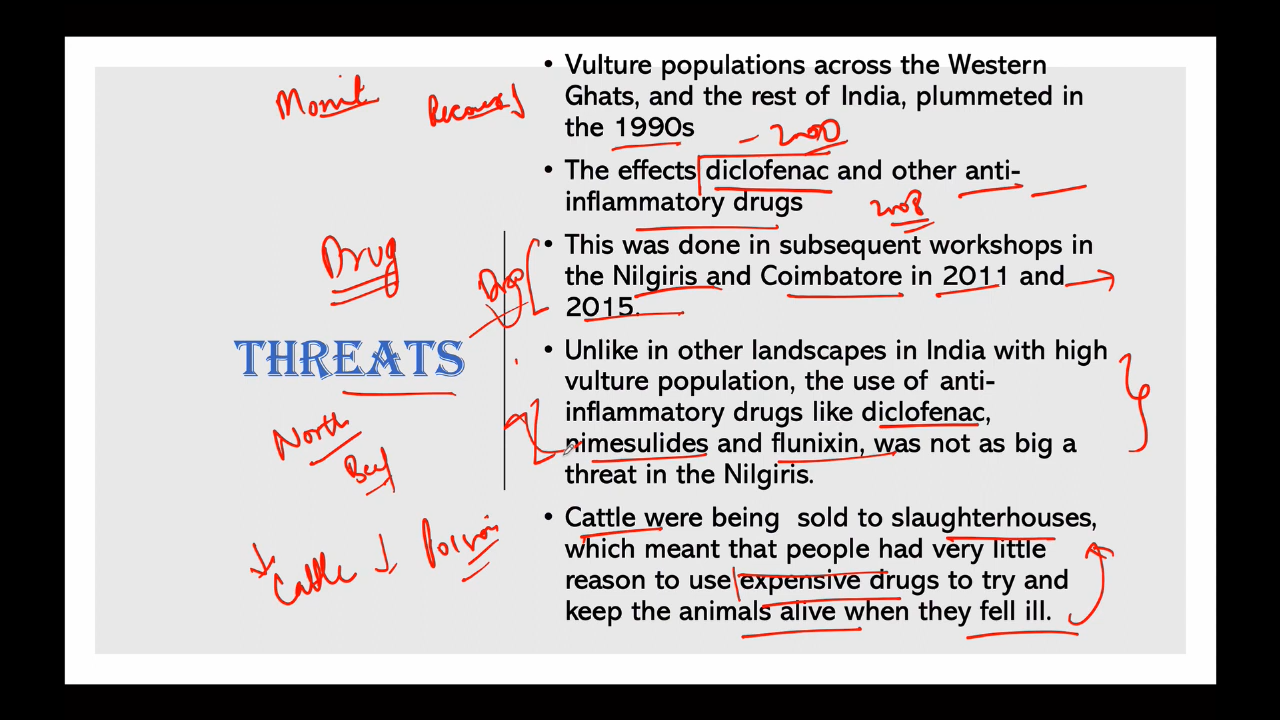 Monit
Drug
THREATS
North
Beef
Cattle
Poison
• Vulture populations across the Western
Ghats, and the rest of India, plummeted in
the 1990s
2000
• The effects diclofenac and other anti-
inflammatory drugs
2008
• This was done in subsequent workshops in
the Nilgiris and Coimbatore in 2011 and
2015.
• Unlike in other landscapes in India with high
vulture population, the use of anti-
inflammatory drugs like diclofenac,
nimesulides and flunixin, was not as big a
threat in the Nilgiris.
• Cattle were being sold to slaughterhouses,
which meant that people had very little
reason to use expensive drugs to try and
keep the animals alive when they fell ill.